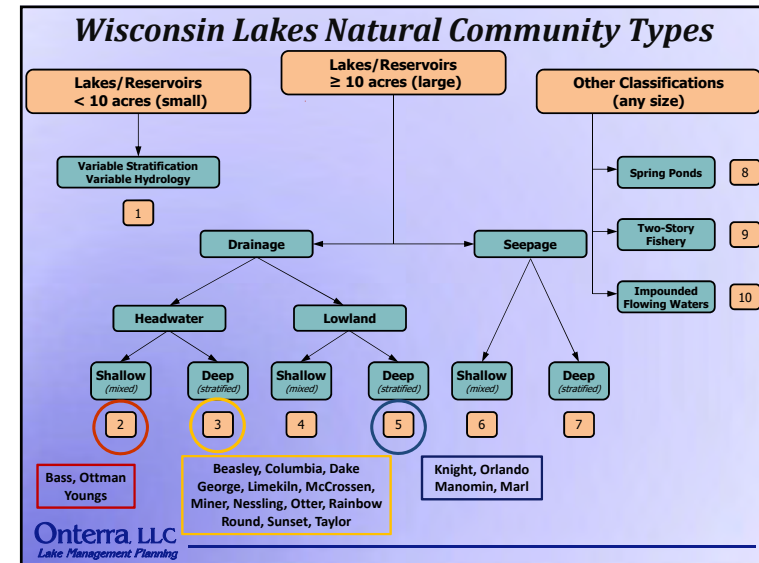 Wisconsin Lakes Natural Community Types
Lakes/Reservoirs
< 10 acres (small)
Lakes/Reservoirs
≥ 10 acres (large)
Other Classifications
(any size)
Variable Stratification
Variable Hydrology
1
Spring Ponds
8
Two-Story
Fishery
9
Impounded
Flowing Waters
10
Drainage
Seepage
Headwater
Lowland
Shallow
(mixed)
Deep
(stratified)
Shallow
(mixed)
Deep
(stratified)
Shallow
(mixed)
Deep
(stratified)
2
3
4
5
6
7
Bass, Ottman
Youngs
Beasley, Columbia, Dake
George, Limekiln, McCrossen,
Miner, Nessling, Otter, Rainbow
Round, Sunset, Taylor
Knight, Orlando
Manomin, Marl
Onterra, LLC
Lake Management Planning